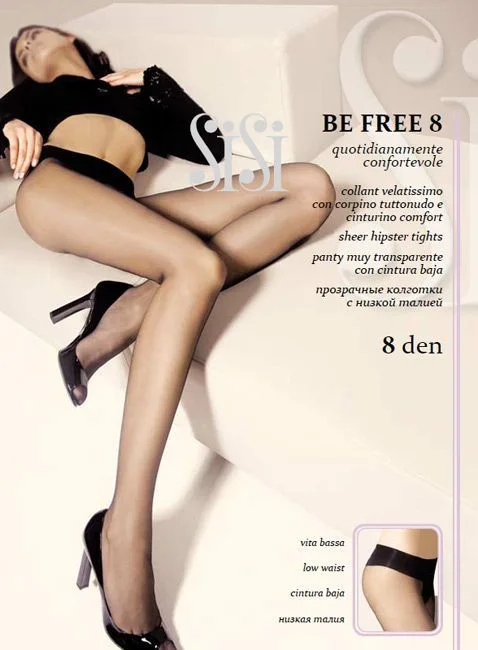 SiSi
BE FREE 8
quotidianamente
confortevole
collant velatissimo
con corpino tuttonudo e
cinturino comfort
sheer hipster tights
panty muy transparente
con cintura baja
прозрачные колготки
с низкой талией
8 den
vita bassa
low waist
cintura baja
низкая талия